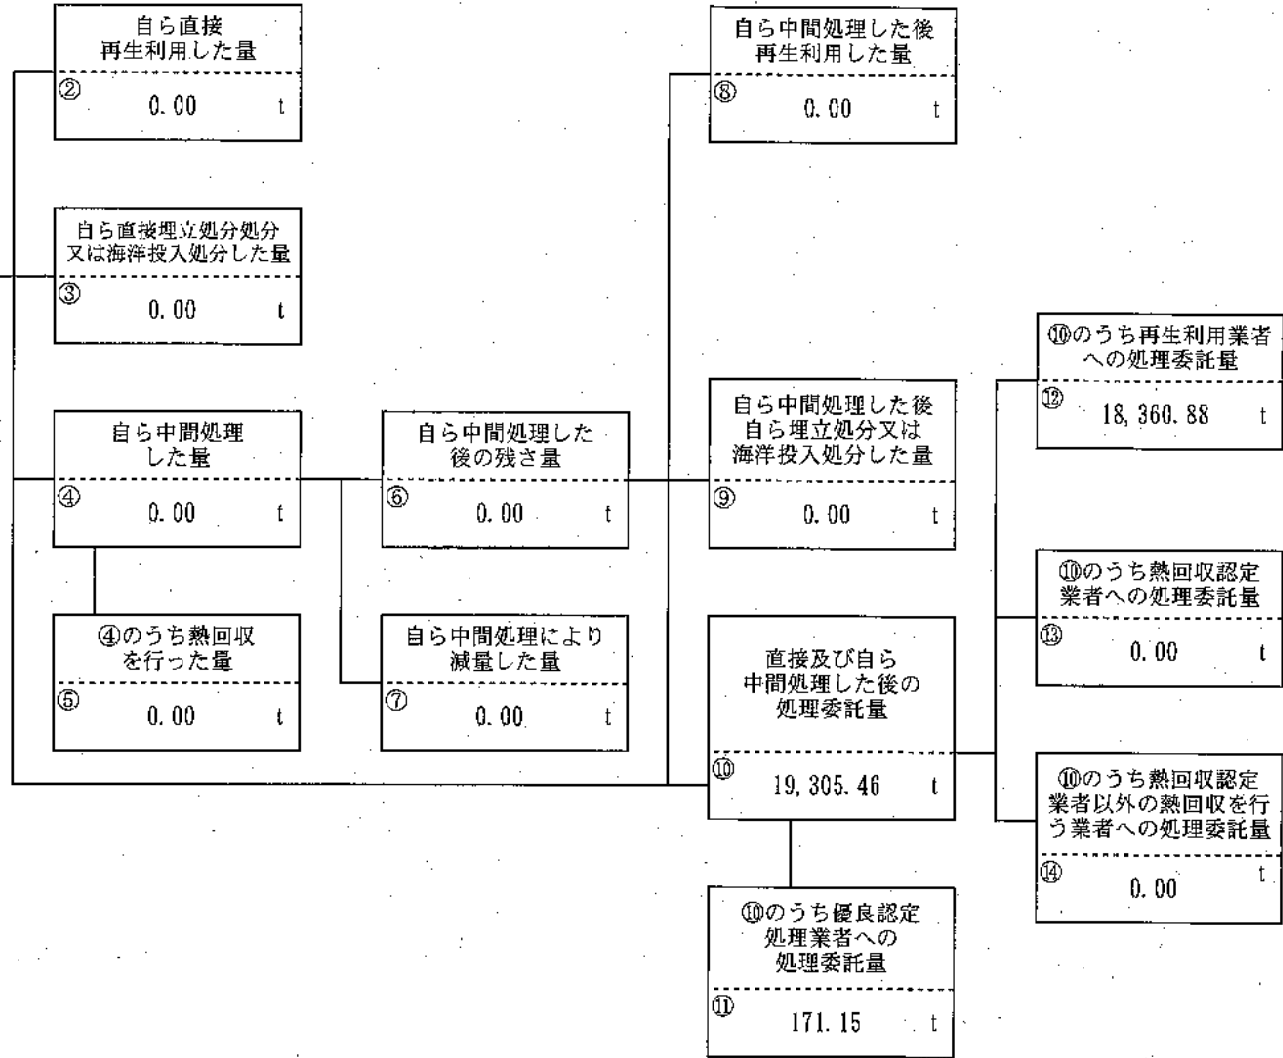 自ら直接
再生利用した量
② 0.00 t
自ら直接埋立処分処分
又は海洋投入処分した量
③ 0.00 t
自ら中間処理
した量
④ 0.00 t
④のうち熱回収
を行った量
⑤ 0.00 t
自ら中間処理した
後の残さ量
⑥ 0.00 t
自ら中間処理により
減量した量
⑦ 0.00 t
自ら中間処理した後
再生利用した量
⑧ 0.00 t
自ら中間処理した後
自ら埋立処分又は
海洋投入処分した量
⑨ 0.00 t
直接及び自ら
中間処理した後の
処理委託量
⑩ 19,305.46 t
⑩のうち優良認定
処理業者への
処理委託量
⑪ 171.15 t
⑩のうち再生利用業者
への処理委託量
⑫ 18,360.88 t
⑩のうち熱回収認定
業者への処理委託量
⑬ 0.00 t
⑩のうち熱回収認定
業者以外の熱回収を行
う業者への処理委託量
⑭ 0.00 t